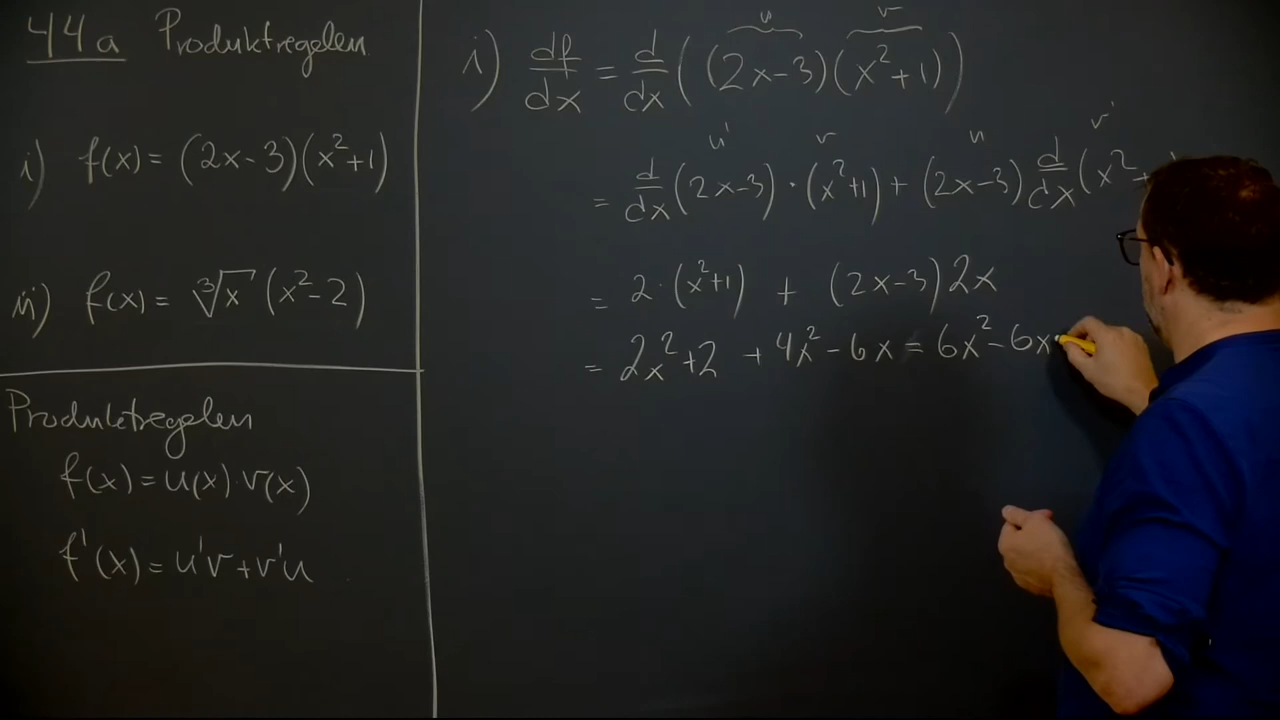 44a Produktregelen
i) f(x) = (2x-3)(x²+1)
ii) f(x) = ∛x (x²-2)
Produktregelen
f(x) = u(x)·v(x)
f'(x) = u'v + v'u
u v
i) df/dx = d/dx ((2x-3)(x²+1))
u' v u v'
= d/dx (2x-3) · (x²+1) + (2x-3) d/dx (x²+
= 2·(x²+1) + (2x-3)2x
= 2x²+2 + 4x² - 6x = 6x² - 6x